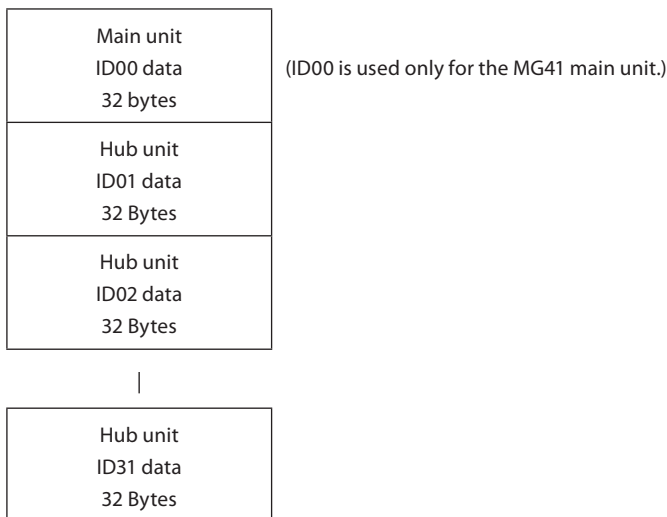 Main unit
ID00 data
32 bytes
(ID00 is used only for the MG41 main unit.)
Hub unit
ID01 data
32 Bytes
Hub unit
ID02 data
32 Bytes
Hub unit
ID31 data
32 Bytes